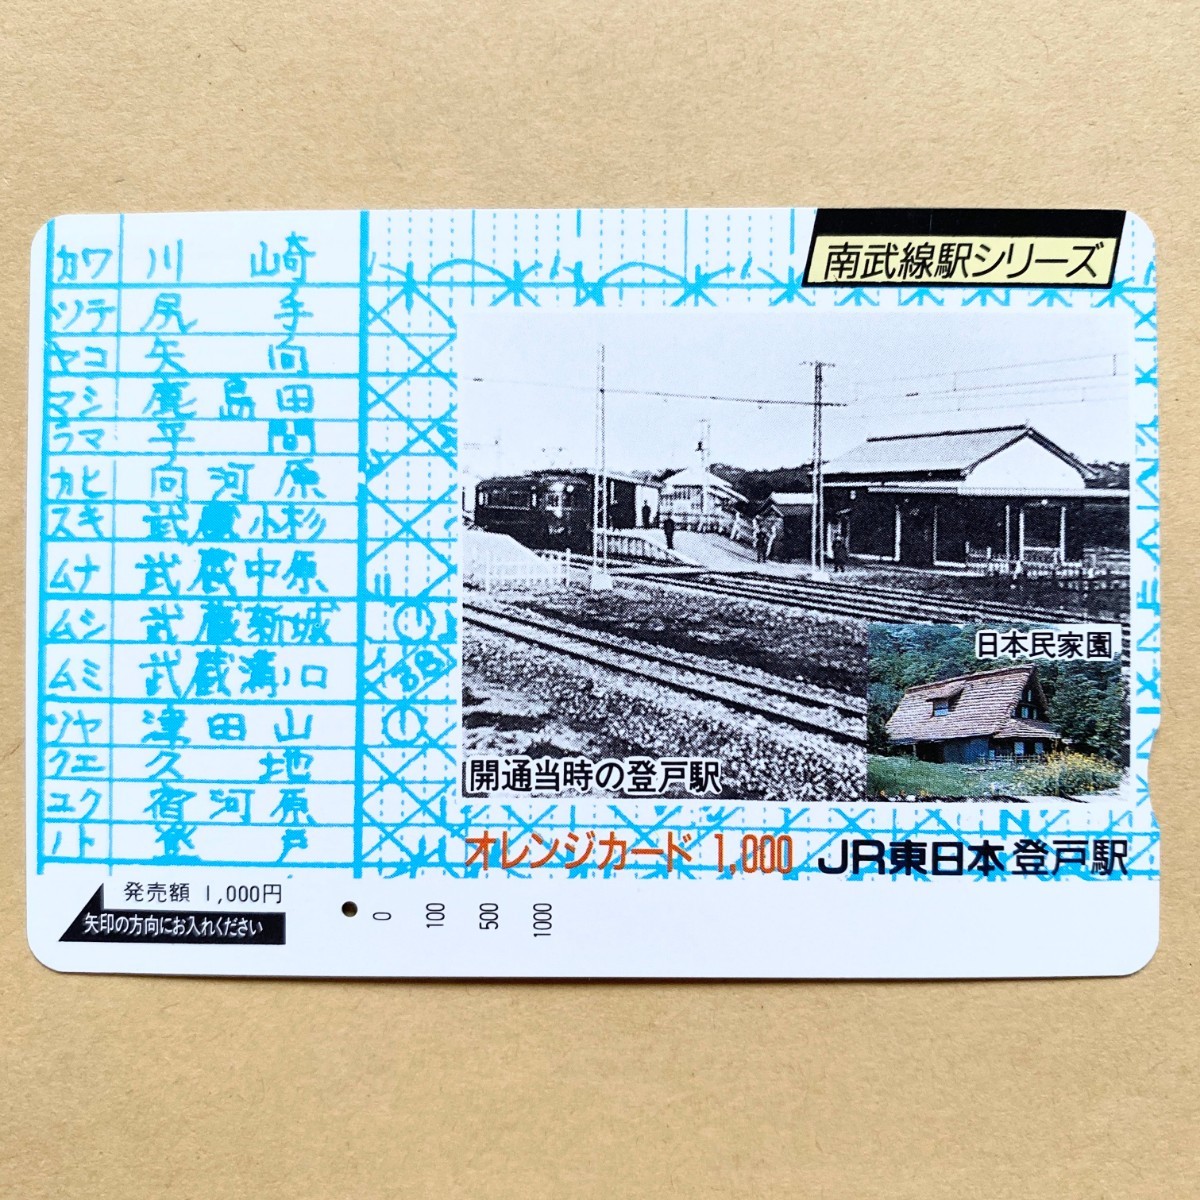 南武線駅シリーズ
カワ 川崎
ツテ 尻手
ヤコ 矢向
マシ 鹿島田
ラマ 平間
カヒ 向河原
スキ 武蔵小杉
ムナ 武蔵中原
ムシ 武蔵新城
ムミ 武蔵溝ノ口
ツヤ 津田山
クエ 久地
ユク 宿河原
ノト 登戸
日本民家園
開通当時の登戸駅
オレンジカード 1,000
JR東日本 登戸駅
発売額 1,000円
矢印の方向にお入れください
0 100 500 1000